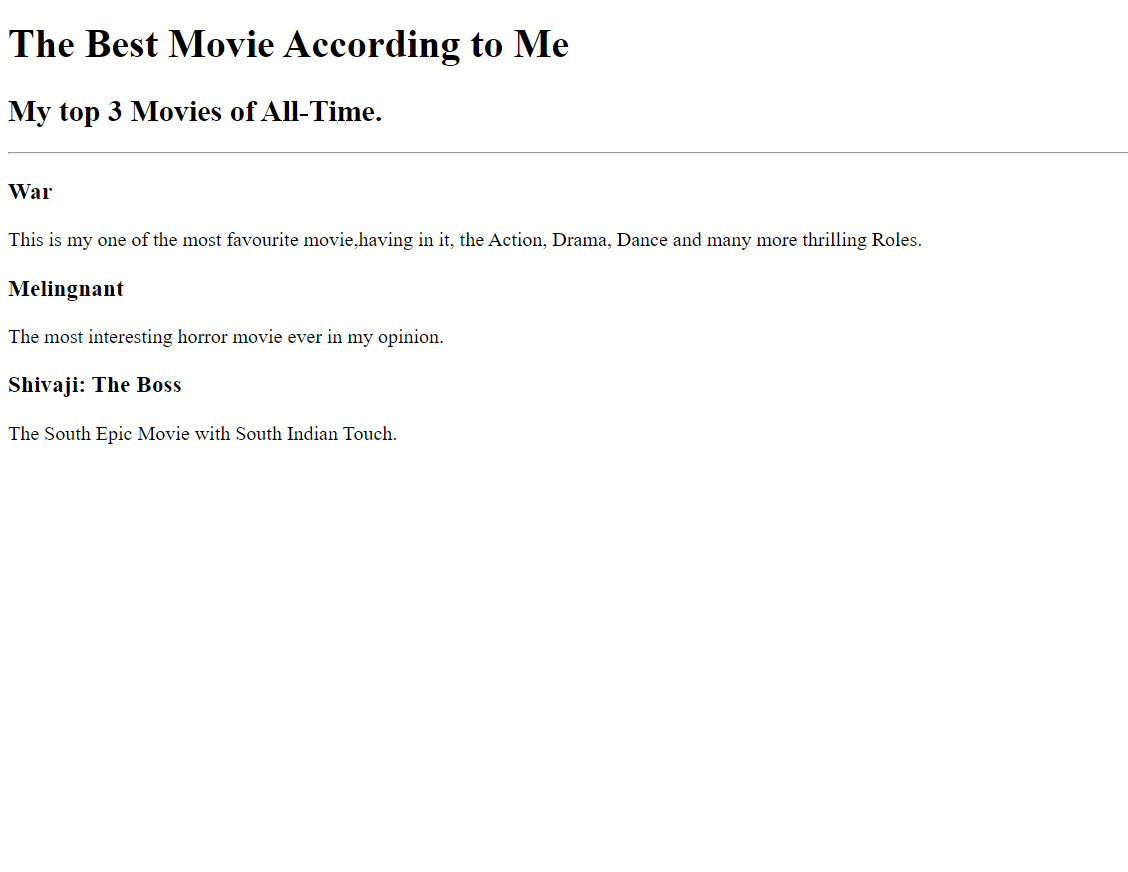 The Best Movie According to Me
My top 3 Movies of All-Time.
War
This is my one of the most favourite movie,having in it, the Action, Drama, Dance and many more thrilling Roles.
Melingnant
The most interesting horror movie ever in my opinion.
Shivaji: The Boss
The South Epic Movie with South Indian Touch.